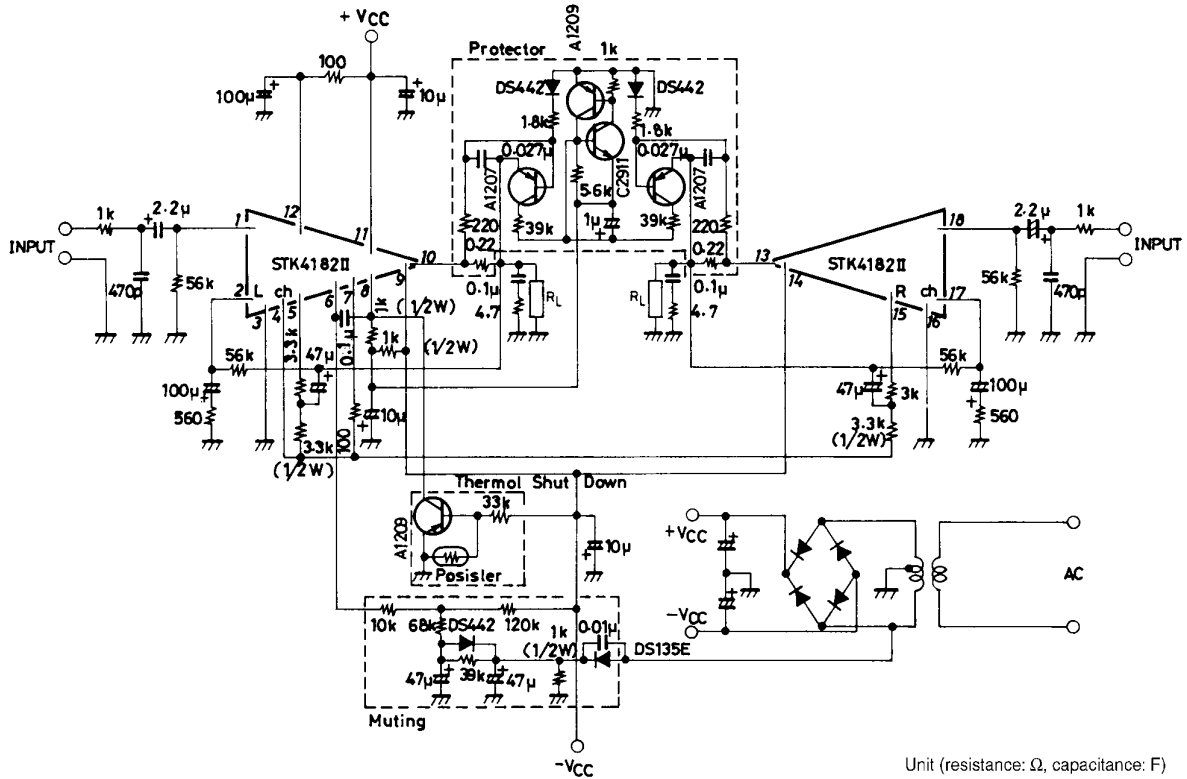 + VCC
A1209
Protector
1k
100
100μ
+
10μ
+
DS442
DS442
1.8k
1.8k
0.027μ
0.027μ
A1207
A1207
C2911
5.6k
39k
1μ
+
39k
220
220
0.22
0.22
INPUT
1k
+
2.2μ
1
12
11
10
STK4182II
9
8
7
6
5
4
3
2
L ch
470p
56k
0.1μ
4.7
RL
RL
0.1μ
4.7
13
14
STK4182II
R ch
15
16
17
18
2.2μ
+
1k
INPUT
56k
470p
1k
(1/2W)
1k
(1/2W)
0.1μ
3.3k
47μ
+
56k
100μ
+
560
3.3k
(1/2W)
100
+
10μ
56k
47μ
+
3k
3.3k
(1/2W)
100μ
+
560
Thermol Shut Down
33k
A1209
Posisler
+
10μ
+VCC
-VCC
+
+
AC
10k
68k
DS442
120k
1k
(1/2W)
0.01μ
DS135E
39k
47μ
+
+
47μ
Muting
-VCC
Unit (resistance: Ω, capacitance: F)